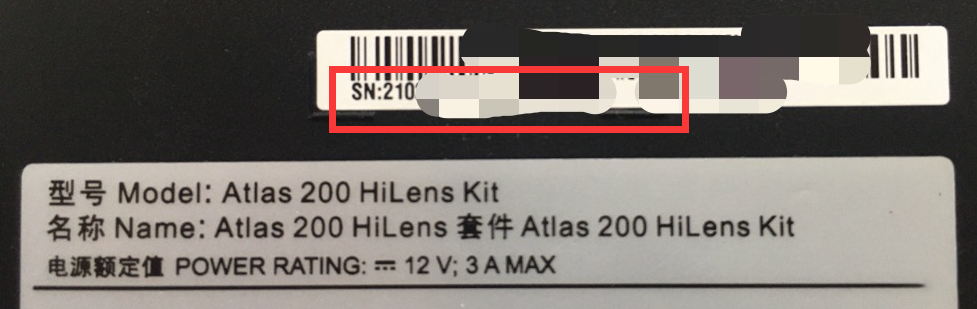 SN:210
型号 Model: Atlas 200 HiLens Kit
名称 Name: Atlas 200 HiLens 套件 Atlas 200 HiLens Kit
电源额定值 POWER RATING: ⎓ 12 V; 3 A MAX